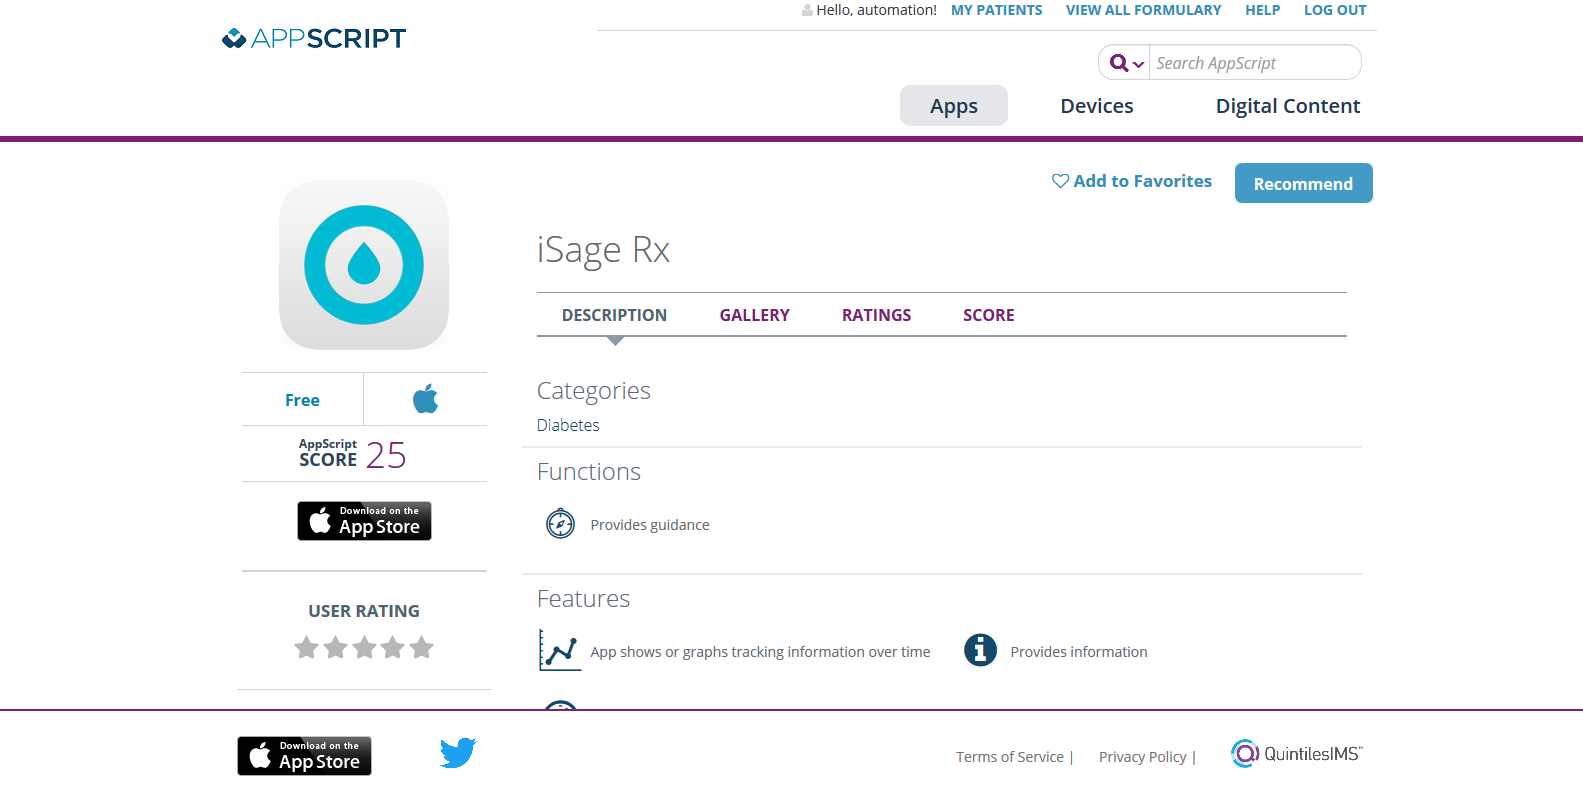 Hello, automation! MY PATIENTS VIEW ALL FORMULARY HELP LOG OUT
APPSCRIPT
Search AppScript
Apps Devices Digital Content
Add to Favorites Recommend
iSage Rx
DESCRIPTION GALLERY RATINGS SCORE
Categories
Diabetes
Free
AppScript
SCORE 25
Functions
Provides guidance
Download on the
App Store
Features
USER RATING
App shows or graphs tracking information over time Provides information
Download on the
App Store
Terms of Service | Privacy Policy | QuintilesIMS™